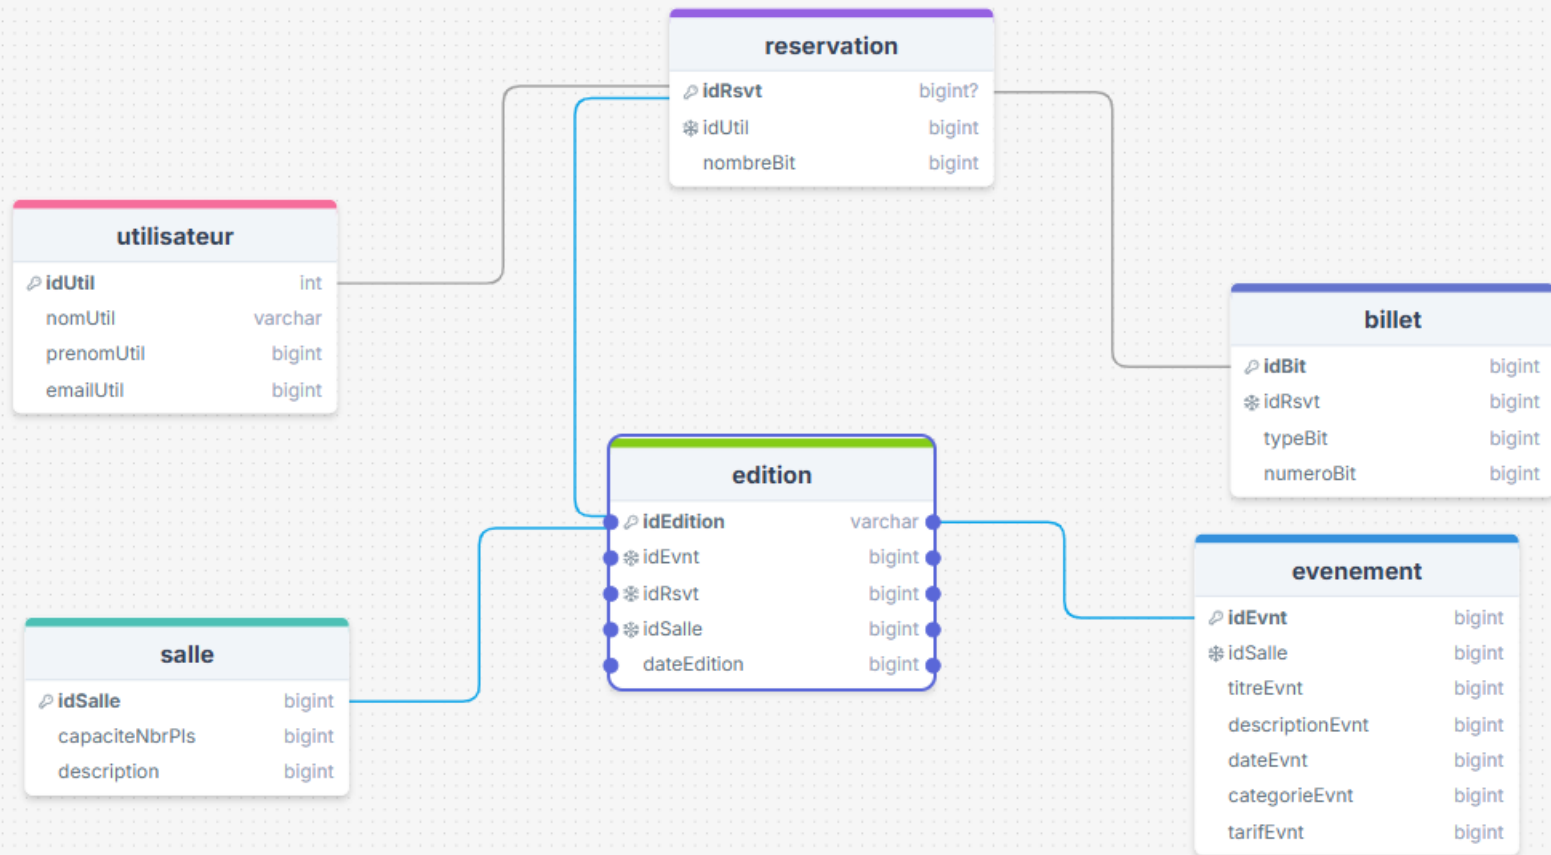 reservation
idRsvt bigint?
idUtil bigint
nombreBit bigint
utilisateur
idUtil int
nomUtil varchar
prenomUtil bigint
emailUtil bigint
billet
idBit bigint
idRsvt bigint
typeBit bigint
numeroBit bigint
edition
idEdition varchar
idEvnt bigint
idRsvt bigint
idSalle bigint
dateEdition bigint
evenement
idEvnt bigint
idSalle bigint
titreEvnt bigint
descriptionEvnt bigint
dateEvnt bigint
categorieEvnt bigint
tarifEvnt bigint
salle
idSalle bigint
capaciteNbrPls bigint
description bigint